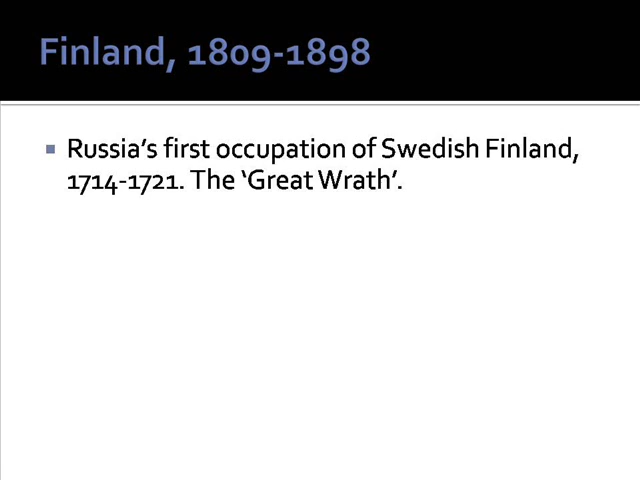 Finland, 1809-1898
Russia’s first occupation of Swedish Finland,
1714-1721. The ‘Great Wrath’.